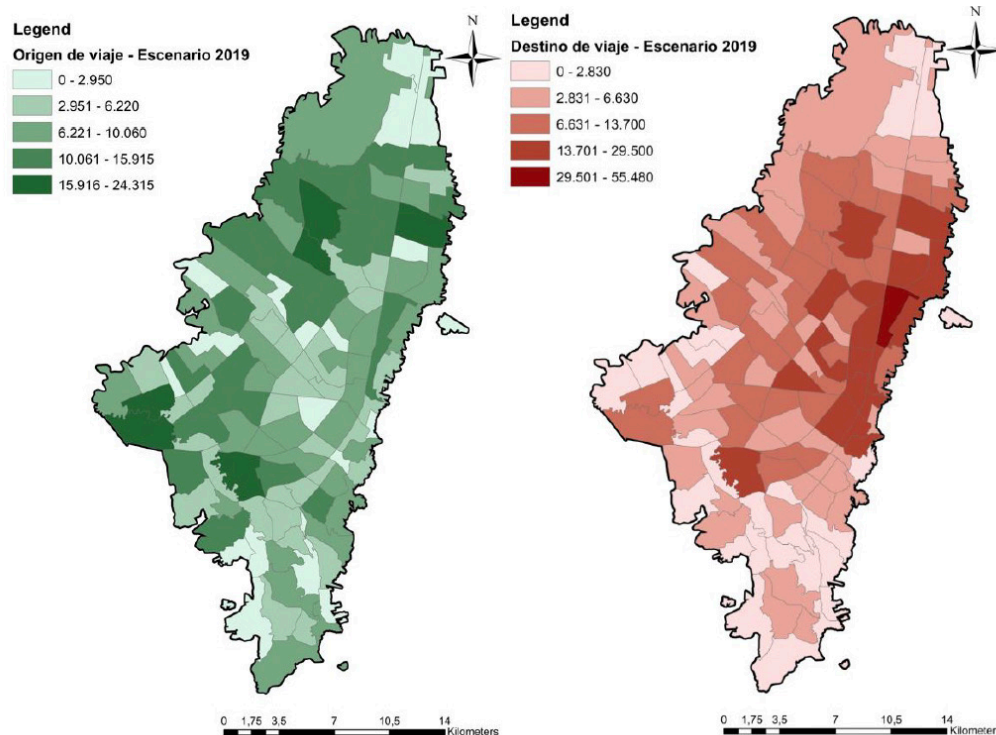 Legend
Origen de viaje - Escenario 2019
0 - 2.950
2.951 - 6.220
6.221 - 10.060
10.061 - 15.915
15.916 - 24.315
N
0 1,75 3,5 7 10,5 14
Kilometers
Legend
Destino de viaje - Escenario 2019
0 - 2.830
2.831 - 6.630
6.631 - 13.700
13.701 - 29.500
29.501 - 55.480
N
0 1,75 3,5 7 10,5 14
Kilometer